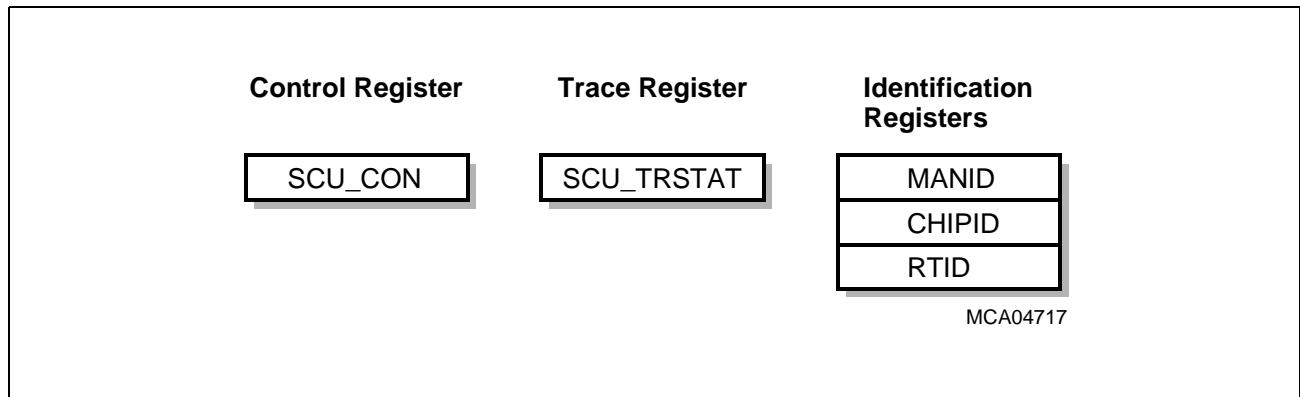 Control Register
Trace Register
Identification
Registers
SCU_CON
SCU_TRSTAT
MANID
CHIPID
RTID
MCA04717